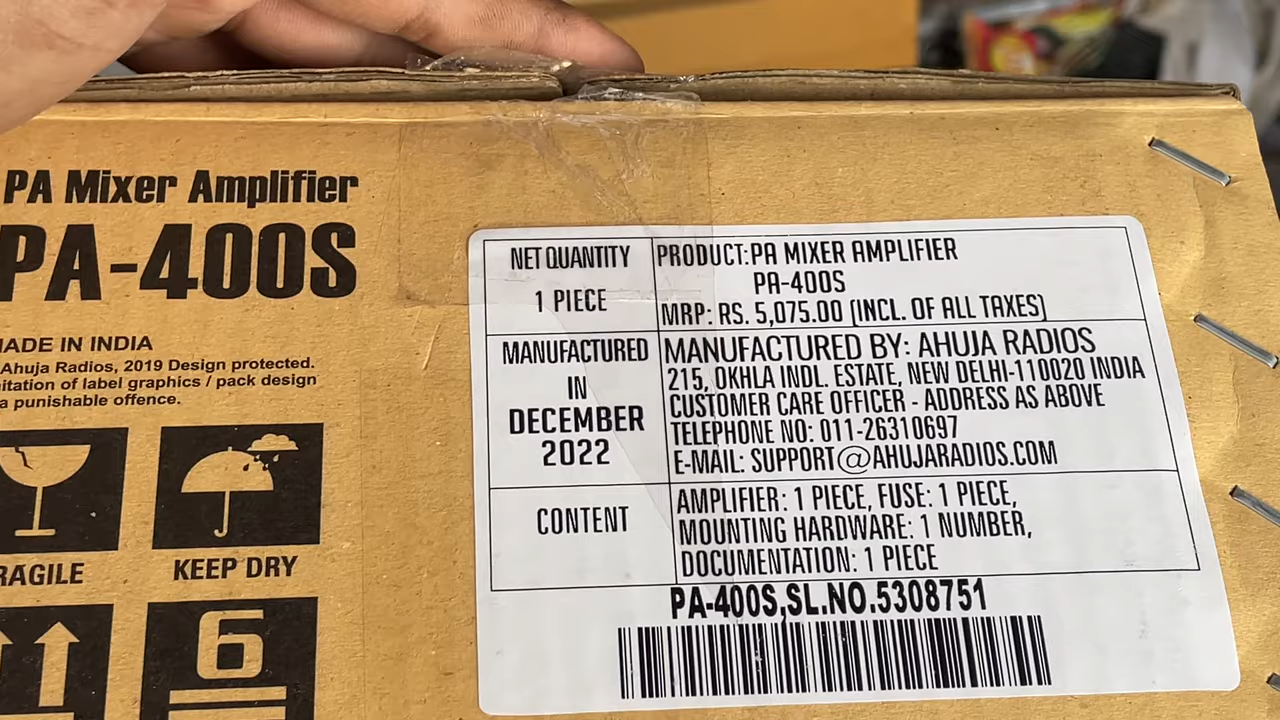 PA Mixer Amplifier
PA-400S
MADE IN INDIA
Ahuja Radios, 2019 Design protected.
of label graphics / pack design
a punishable offence.
KEEP DRY
6
NET QUANTITY
1 PIECE
PRODUCT:PA MIXER AMPLIFIER
PA-400S
MRP: RS. 5,075.00 [INCL. OF ALL TAXES]
MANUFACTURED
IN
DECEMBER
2022
MANUFACTURED BY: AHUJA RADIOS
215, OKHLA INDL. ESTATE, NEW DELHI-110020 INDIA
CUSTOMER CARE OFFICER - ADDRESS AS ABOVE
TELEPHONE NO: 011-26310697
E-MAIL: SUPPORT@AHUJARADIOS.COM
CONTENT
AMPLIFIER: 1 PIECE, FUSE: 1 PIECE,
MOUNTING HARDWARE: 1 NUMBER,
DOCUMENTATION: 1 PIECE
PA-400S,SL.NO.5308751